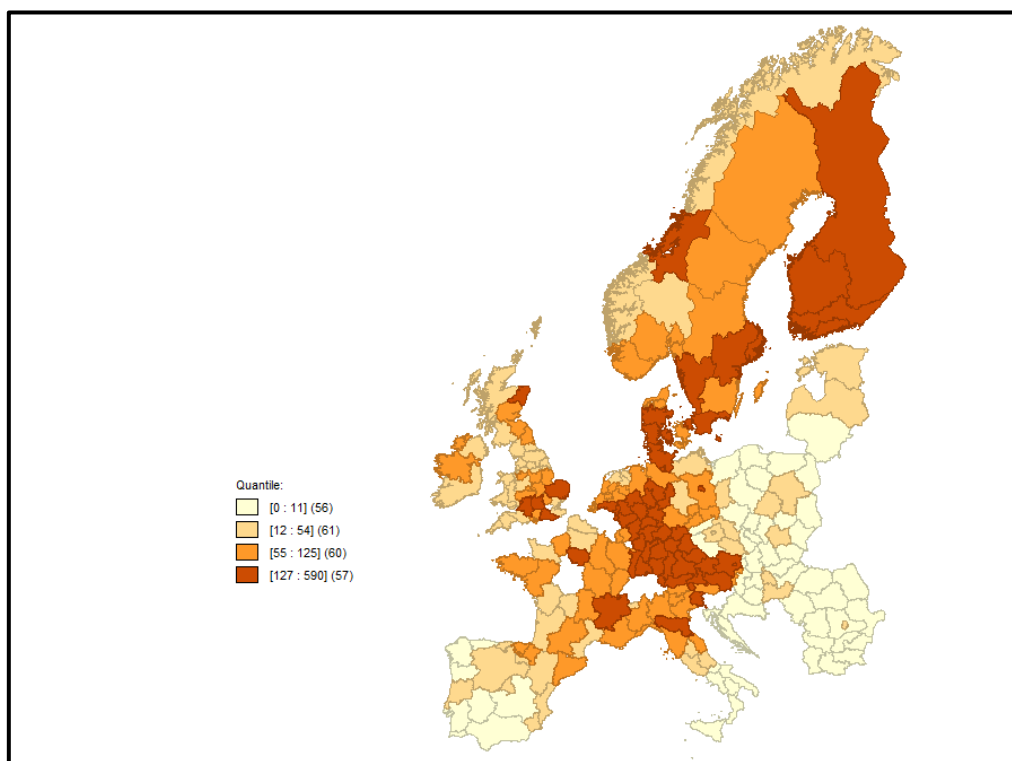 Quantile:
[0 : 11] (56)
[12 : 54] (61)
[55 : 125] (60)
[127 : 590] (57)